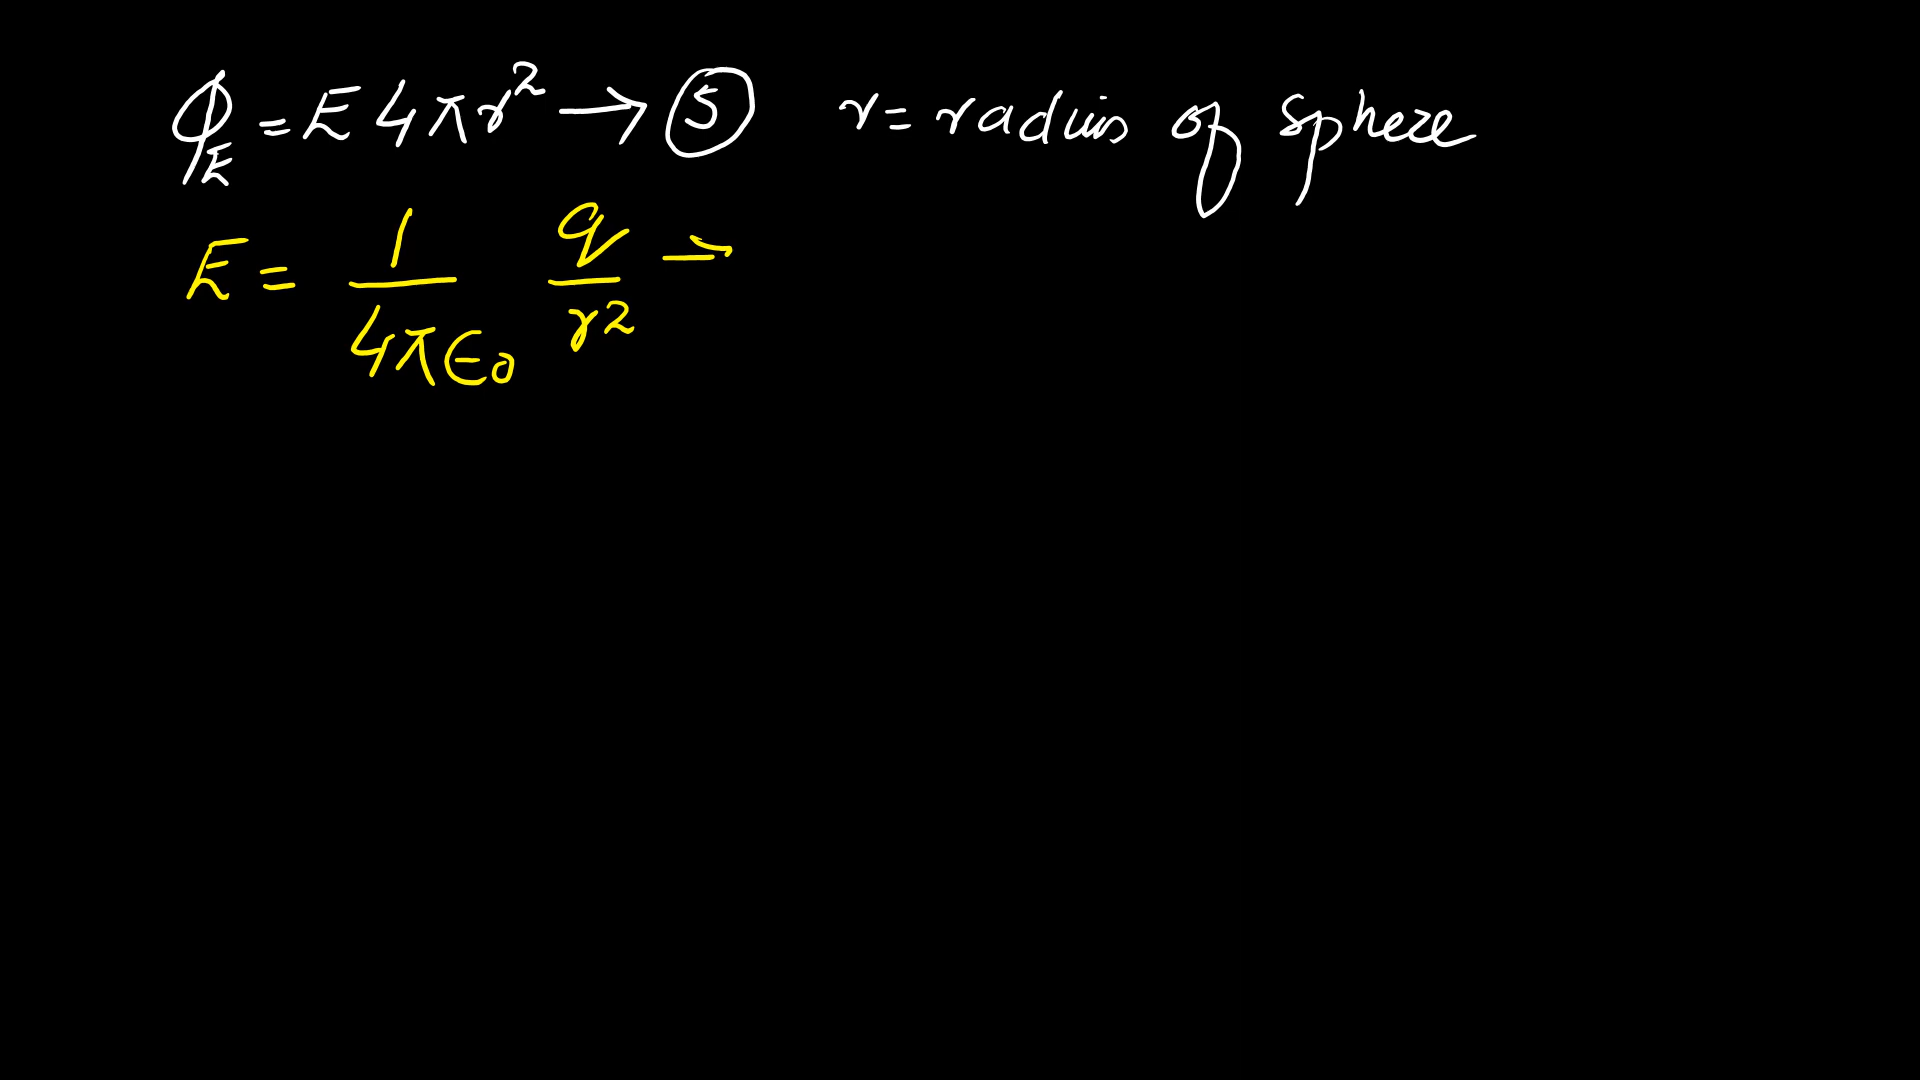 ϕ_E = E 4πr² → ⑤ r = radius of sphere
E = 1/(4πϵ₀) q/r² →